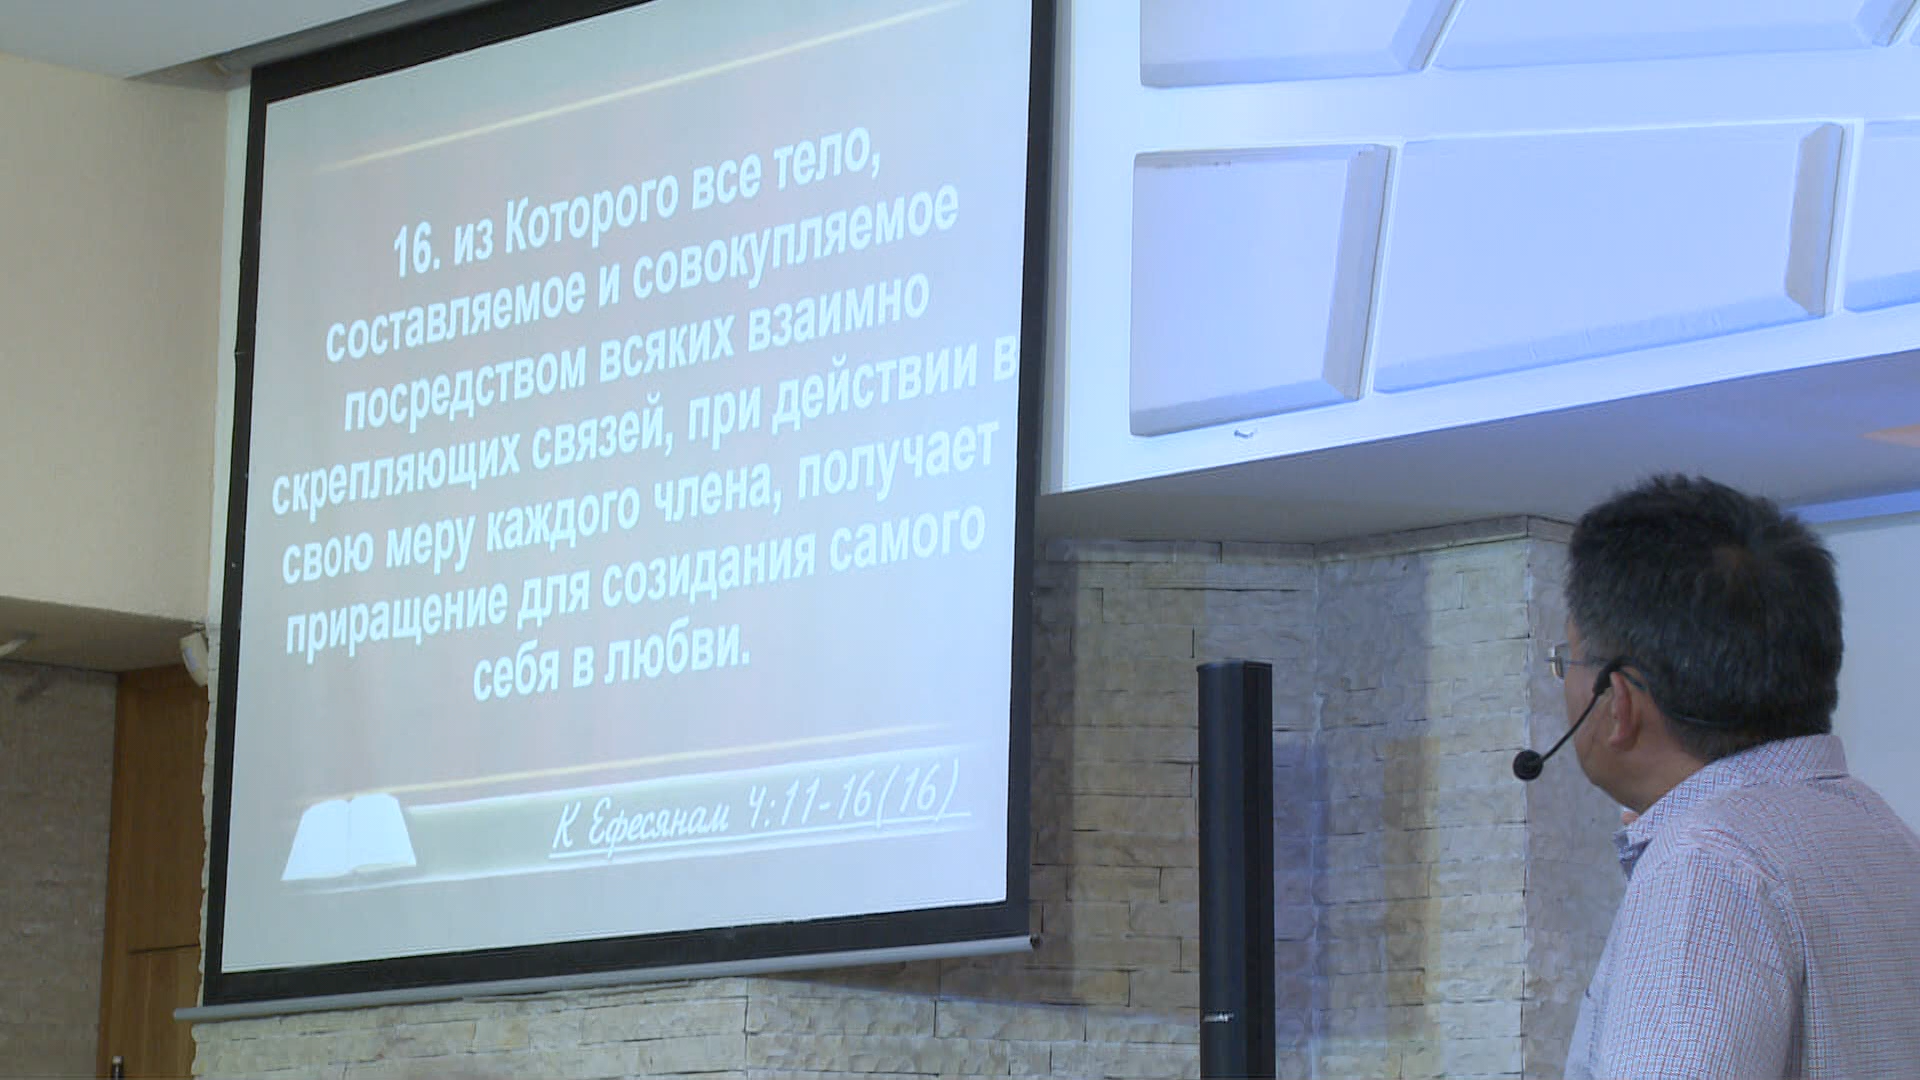 16. из Которого все тело,
составляемое и совокупляемое
посредством всяких взаимно
скрепляющих связей, при действии в
свою меру каждого члена, получает
приращение для созидания самого
себя в любви.
К Ефесянам 4:11-16(16)